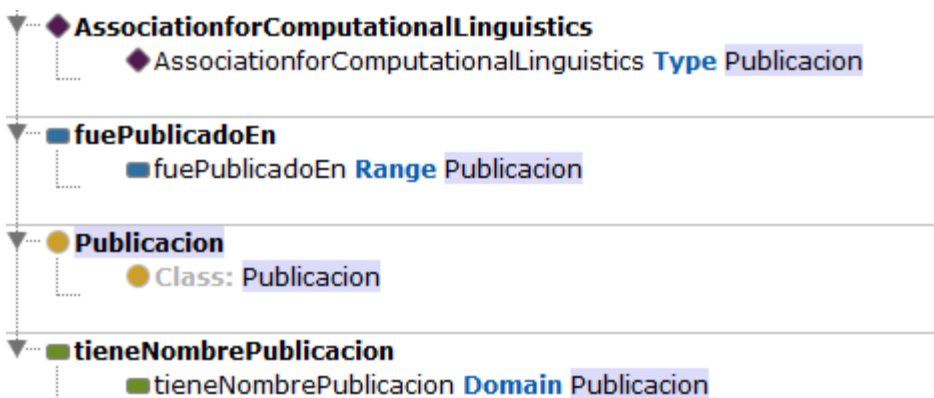 AssociationforComputationalLinguistics
AssociationforComputationalLinguistics Type Publicacion
fuePublicadoEn
fuePublicadoEn Range Publicacion
Publicacion
Class: Publicacion
tieneNombrePublicacion
tieneNombrePublicacion Domain Publicacion